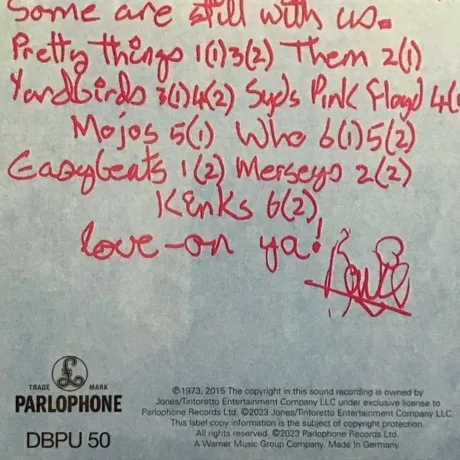 Some are still with us.
Pretty things 1(1)3(2) Them 2(1)
Yardbirds 3(1)4(2) Syds Pink Floyd 4(
Mojos 5(1) Who 6(1)5(2)
Easybeats 1(2) Merseys 2(2)
Kinks 6(2)
love-on ya!
Bowie
TRADE MARK
PARLOPHONE
DBPU 50
℗1973, 2015 The copyright in this sound recording is owned by
Jones/Tintoretto Entertainment Company LLC under exclusive license to
Parlophone Records Ltd. ©2023 Jones/Tintoretto Entertainment Company LLC.
This label copy information is the subject of copyright protection.
All rights reserved. ©2023 Parlophone Records Ltd.
A Warner Music Group Company. Made In Germany.